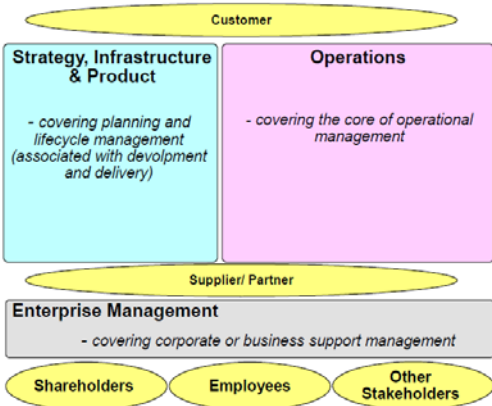 Customer
Strategy, Infrastructure
& Product
- covering planning and
lifecycle management
(associated with devolpment
and delivery)
Operations
- covering the core of operational
management
Supplier/ Partner
Enterprise Management
- covering corporate or business support management
Shareholders
Employees
Other
Stakeholders